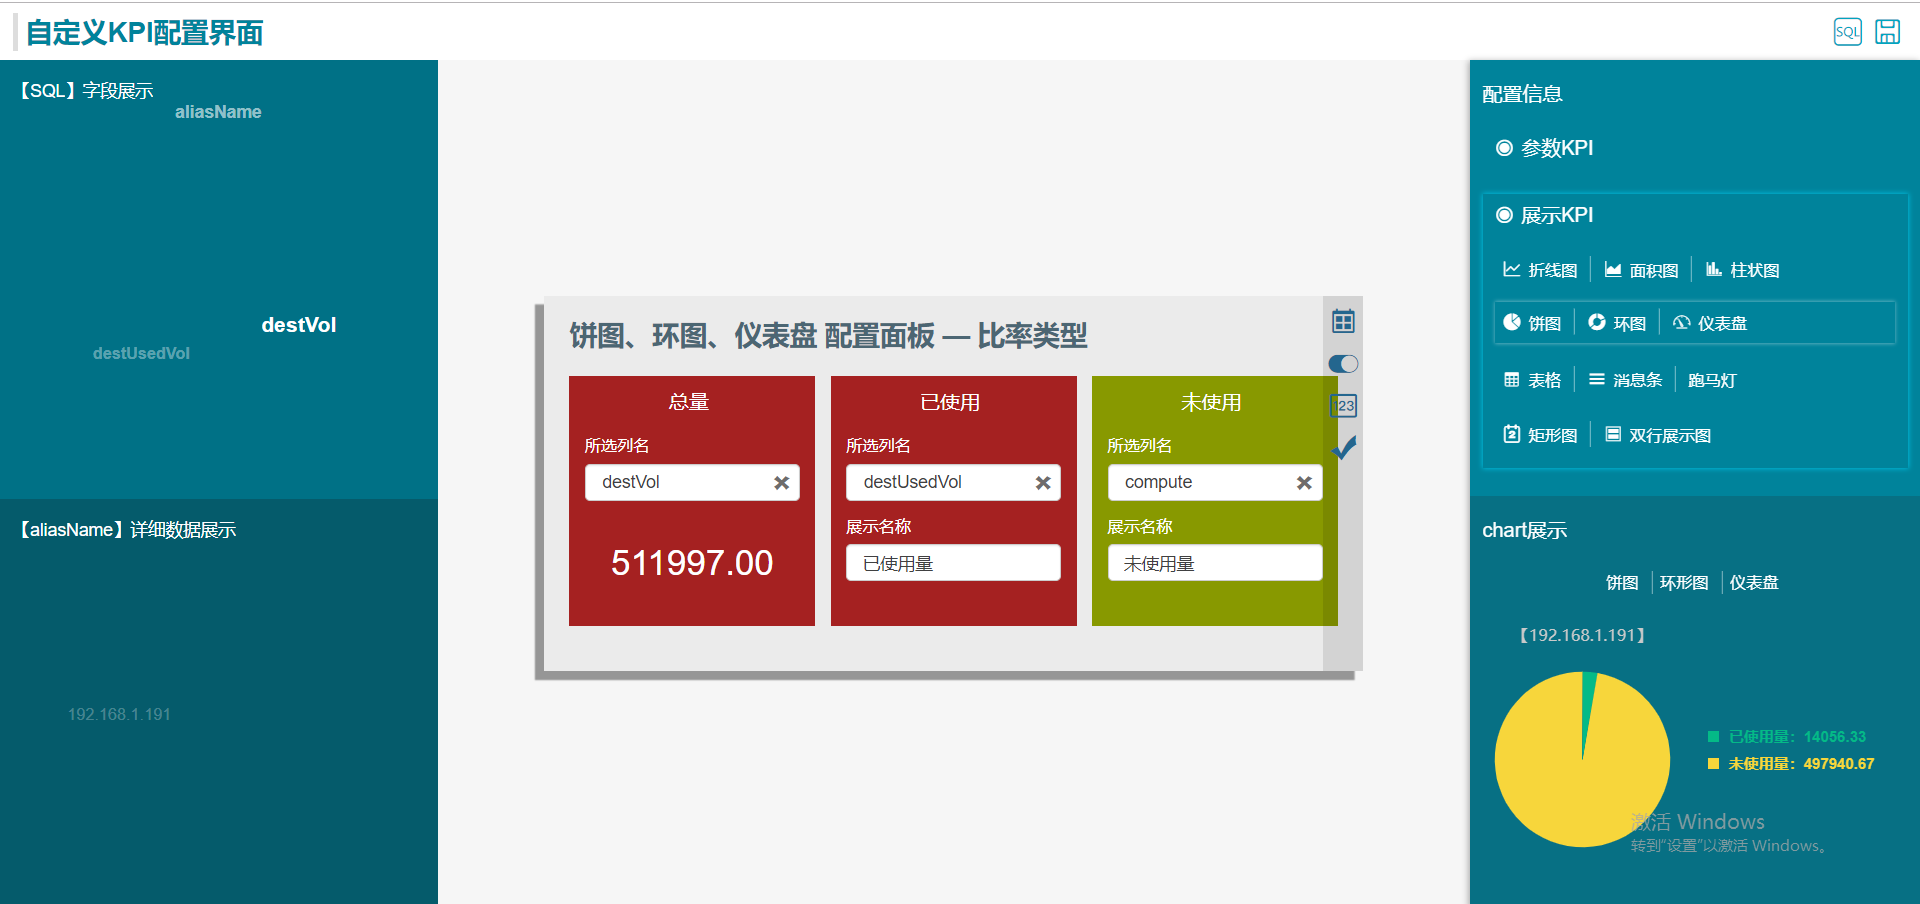 自定义KPI配置界面
SQL
【SQL】字段展示
aliasName
destVol
destUsedVol
【aliasName】详细数据展示
192.168.1.191
饼图、环图、仪表盘 配置面板 — 比率类型
123
总量
所选列名
destVol
511997.00
已使用
所选列名
destUsedVol
展示名称
已使用量
未使用
所选列名
compute
展示名称
未使用量
配置信息
参数KPI
展示KPI
折线图 面积图 柱状图
饼图 环图 仪表盘
表格 消息条 跑马灯
2 矩形图 双行展示图
chart展示
饼图 环形图 仪表盘
【192.168.1.191】
已使用量：14056.33
未使用量：497940.67
激活 Windows
转到“设置”以激活 Windows。